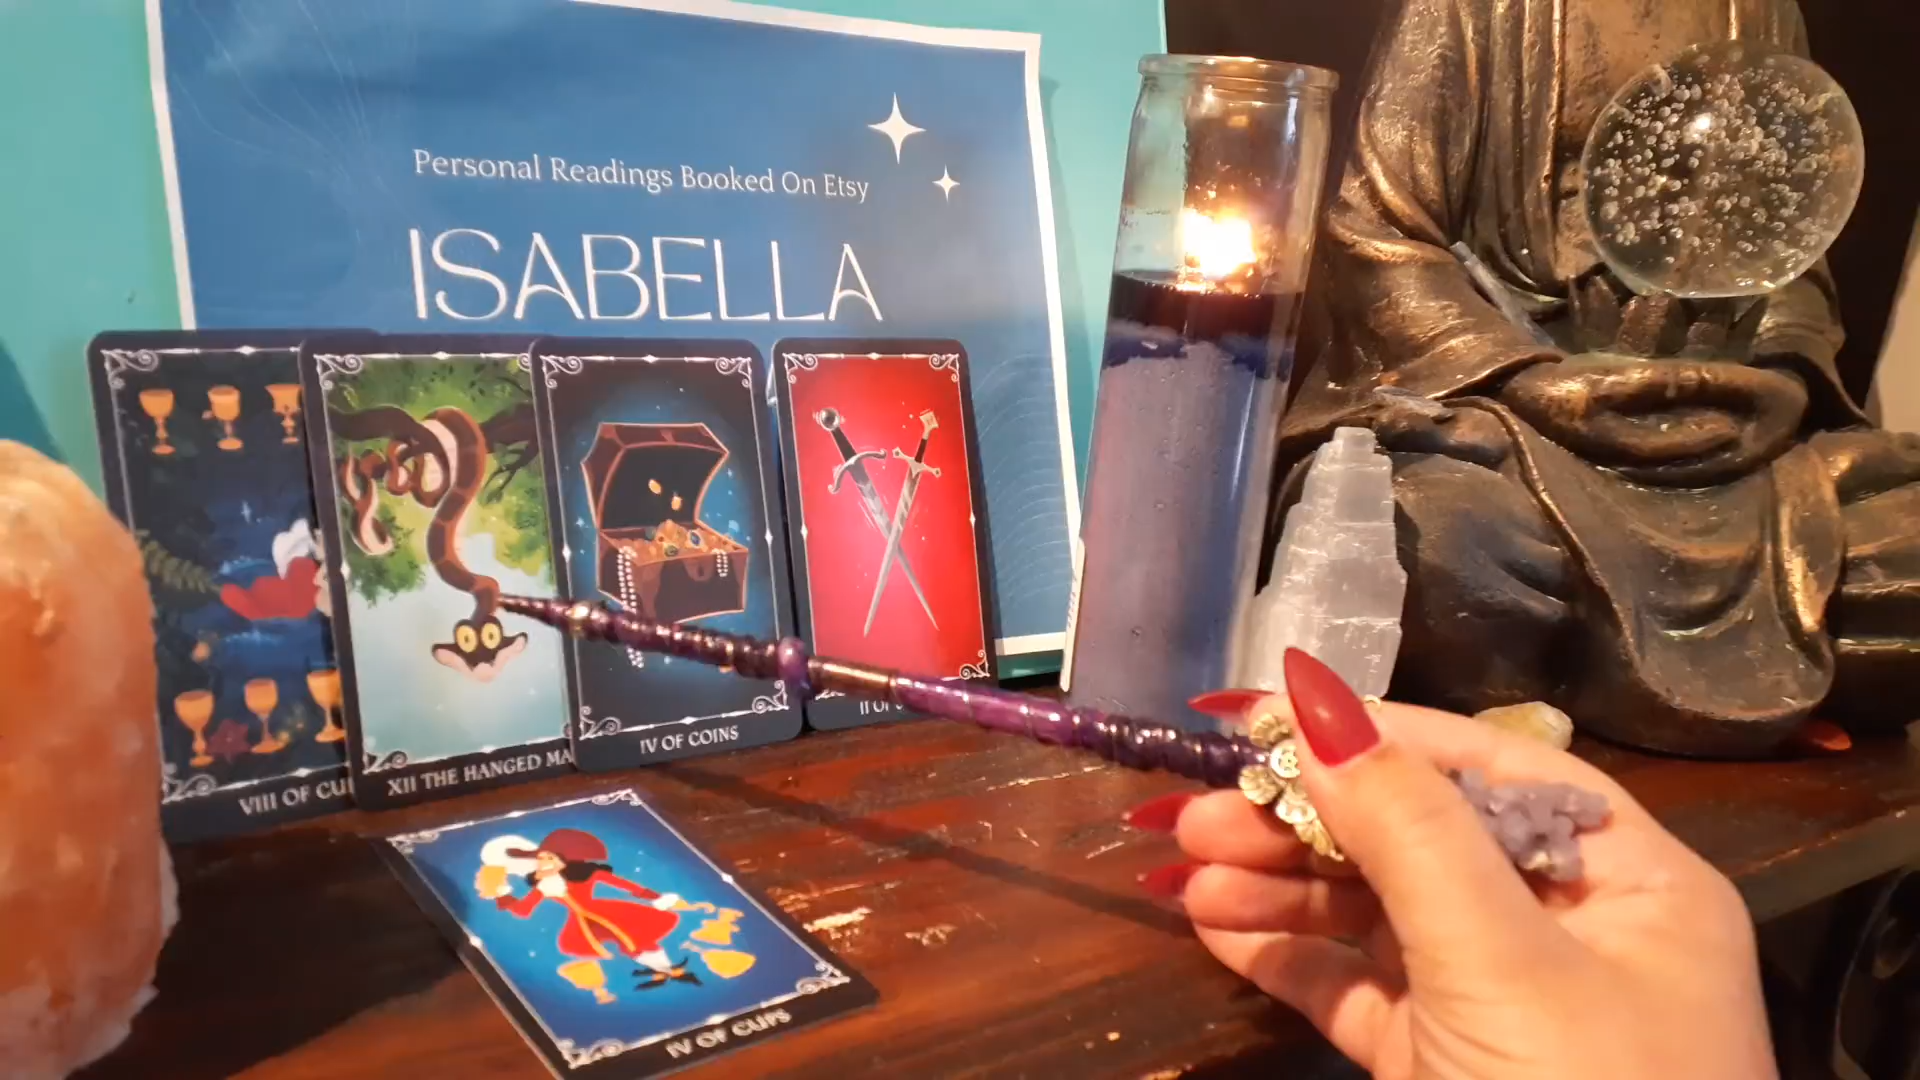 Personal Readings Booked On Etsy
ISABELLA
VIII OF CU
XII THE HANGED MA
IV OF COINS
II OF
IV OF CUPS